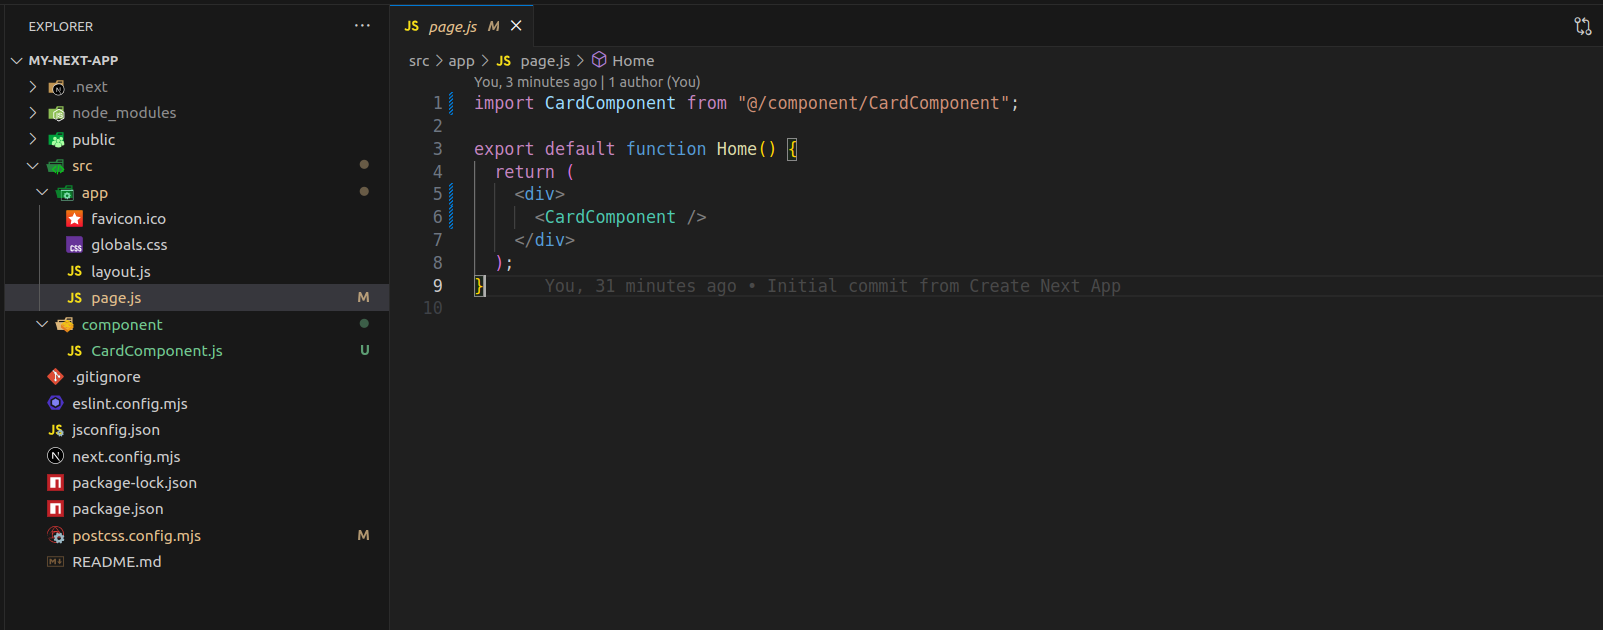 EXPLORER
MY-NEXT-APP
.next
node_modules
public
src
app
favicon.ico
globals.css
layout.js
page.js M
component
CardComponent.js U
.gitignore
eslint.config.mjs
jsconfig.json
next.config.mjs
package-lock.json
package.json
postcss.config.mjs M
README.md
JS page.js M
src > app > JS page.js > Home
You, 3 minutes ago | 1 author (You)
1 import CardComponent from "@/component/CardComponent";
2
3 export default function Home() {
4 return (
5 <div>
6 <CardComponent />
7 </div>
8 );
9 } You, 31 minutes ago • Initial commit from Create Next App
10